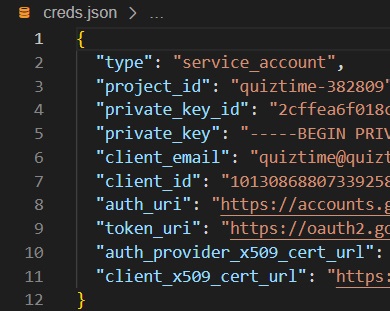 creds.json > ...
1 {
2 "type": "service_account",
3 "project_id": "quiztime-382809"
4 "private_key_id": "2cffea6f018c
5 "private_key": "-----BEGIN PRIV
6 "client_email": "quiztime@quizt
7 "client_id": "10130868807339258
8 "auth_uri": "https://accounts.g
9 "token_uri": "https://oauth2.go
10 "auth_provider_x509_cert_url":
11 "client_x509_cert_url": "https:
12 }